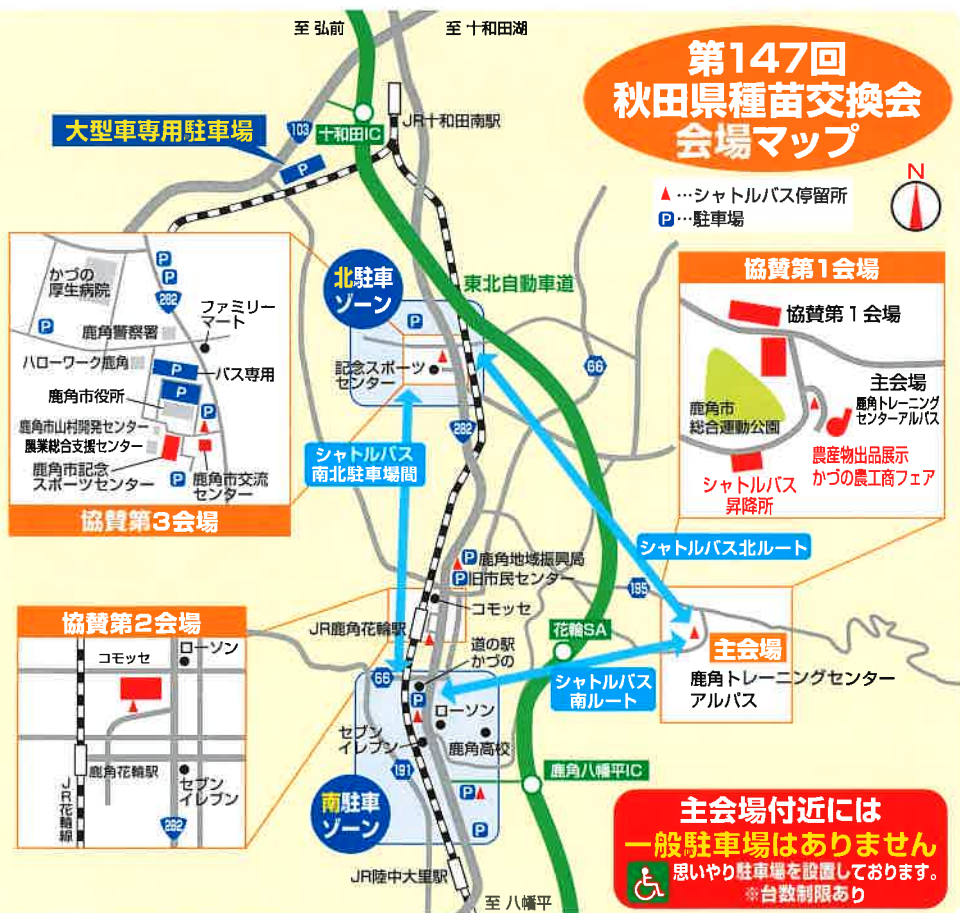 至 弘前
至 十和田湖
第147回
秋田県種苗交換会
会場マップ
大型車専用駐車場
P
103
十和田IC
JR十和田南駅
▲…シャトルバス停留所
P…駐車場
N
協賛第1会場
協賛第1会場
主会場
鹿角トレーニング
センターアルパス
鹿角市
総合運動公園
農産物出品展示
かづの農工商フェア
シャトルバス
昇降所
かづの
厚生病院
P
P
282
P
ファミリー
マート
鹿角警察署
ハローワーク鹿角
P
バス専用
鹿角市役所
P
P
鹿角市山村開発センター
農業総合支援センター
鹿角市記念
スポーツセンター
P
鹿角市交流
センター
協賛第3会場
北駐車
ゾーン
P
東北自動車道
記念スポーツ
センター
66
282
シャトルバス
南北駐車場間
シャトルバス北ルート
195
P鹿角地域振興局
P旧市民センター
コモッセ
JR鹿角花輪駅
道の駅
かづの
花輪SA
主会場
鹿角トレーニングセンター
アルパス
シャトルバス
南ルート
66
P
ローソン
セブン
イレブン
鹿角高校
191
鹿角八幡平IC
P
P
南駐車
ゾーン
JR陸中大里駅
至 八幡平
協賛第2会場
コモッセ
ローソン
鹿角花輪駅
セブン
イレブン
JR花輪線
282
主会場付近には
一般駐車場はありません
思いやり駐車場を設置しております。
※台数制限あり